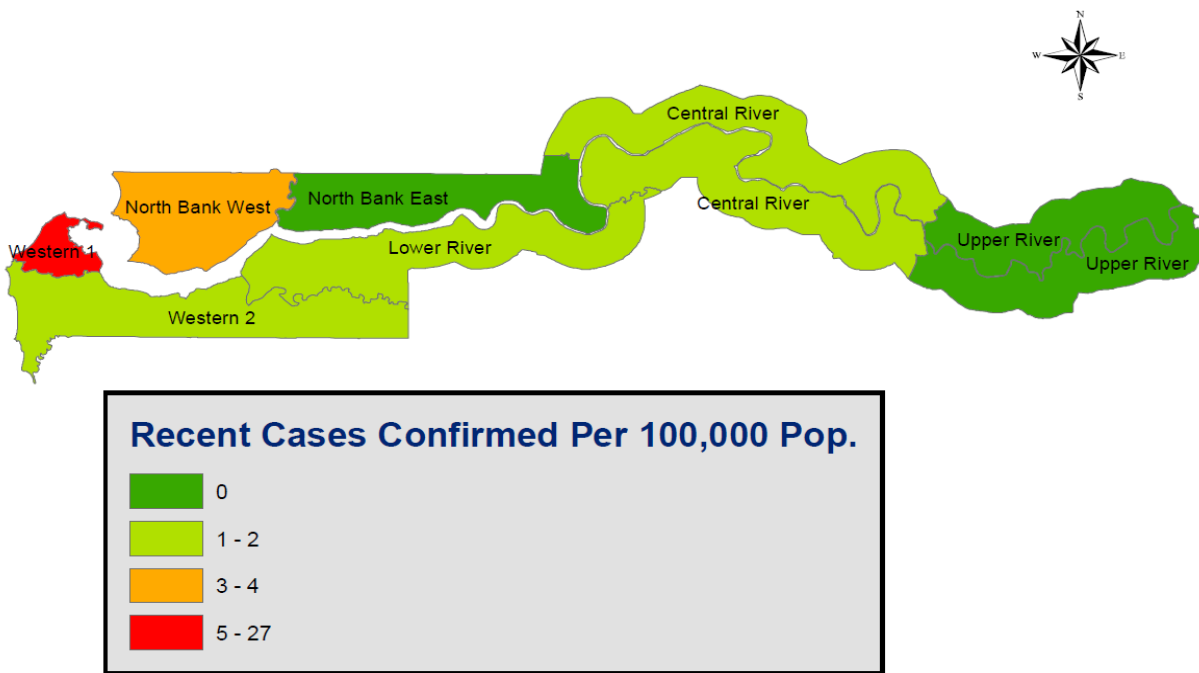 N
W E
S
Central River
North Bank West
North Bank East
Central River
Western 1
Lower River
Upper River
Upper River
Western 2
Recent Cases Confirmed Per 100,000 Pop.
0
1 - 2
3 - 4
5 - 27